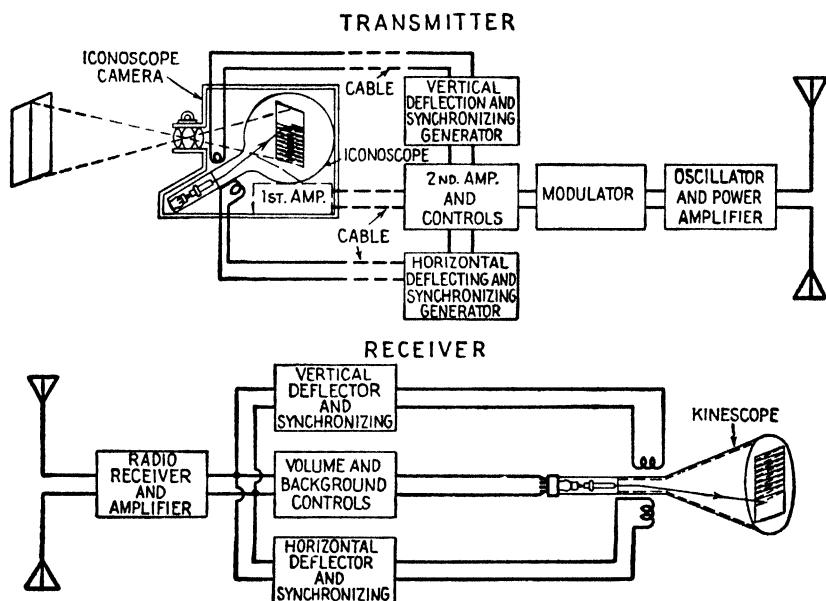 TRANSMITTER
ICONOSCOPE
CAMERA
CABLE
VERTICAL
DEFLECTION AND
SYNCHRONIZING
GENERATOR
ICONOSCOPE
1ST. AMP.
2ND. AMP.
AND
CONTROLS
MODULATOR
OSCILLATOR
AND POWER
AMPLIFIER
CABLE
HORIZONTAL
DEFLECTING AND
SYNCHRONIZING
GENERATOR
RECEIVER
VERTICAL
DEFLECTOR
AND
SYNCHRONIZING
KINESCOPE
RADIO
RECEIVER
AND
AMPLIFIER
VOLUME AND
BACKGROUND
CONTROLS
HORIZONTAL
DEFLECTOR
AND
SYNCHRONIZING